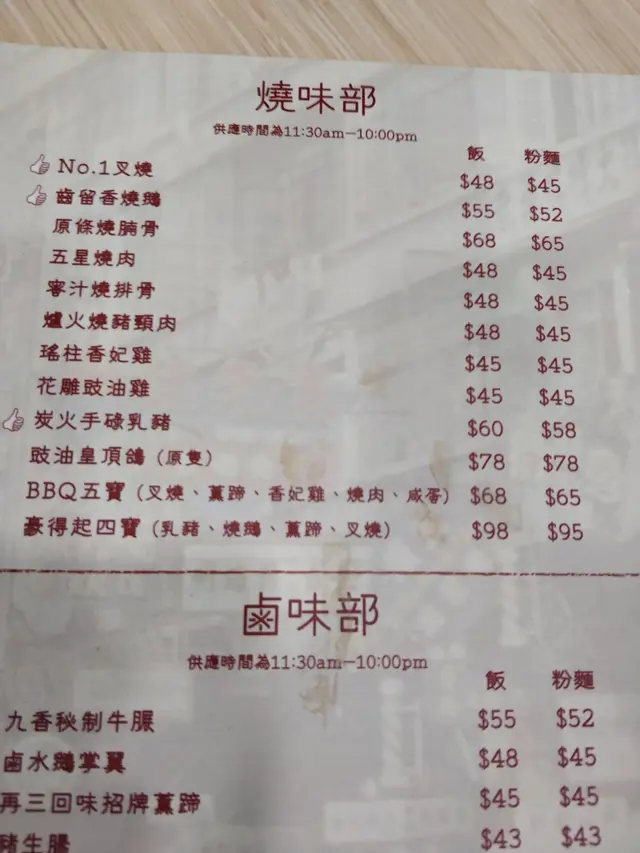 燒味部
供應時間為11:30am—10:00pm
飯 粉麵
No.1叉燒 $48 $45
齒留香燒鵝 $55 $52
原條燒腩骨 $68 $65
五星燒肉 $48 $45
蜜汁燒排骨 $48 $45
爐火燒豬頸肉 $48 $45
瑤柱香妃雞 $45 $45
花雕豉油雞 $45 $45
炭火手碌乳豬 $60 $58
豉油皇頂鴿(原隻) $78 $78
BBQ五寶(叉燒、薰蹄、香妃雞、燒肉、咸蛋) $68 $65
豪得起四寶(乳豬、燒鵝、薰蹄、叉燒) $98 $95
鹵味部
供應時間為11:30am—10:00pm
飯 粉麵
九香秘制牛𦟌 $55 $52
鹵水鵝掌翼 $48 $45
再三回味招牌薰蹄 $45 $45
豬生腸 $43 $43